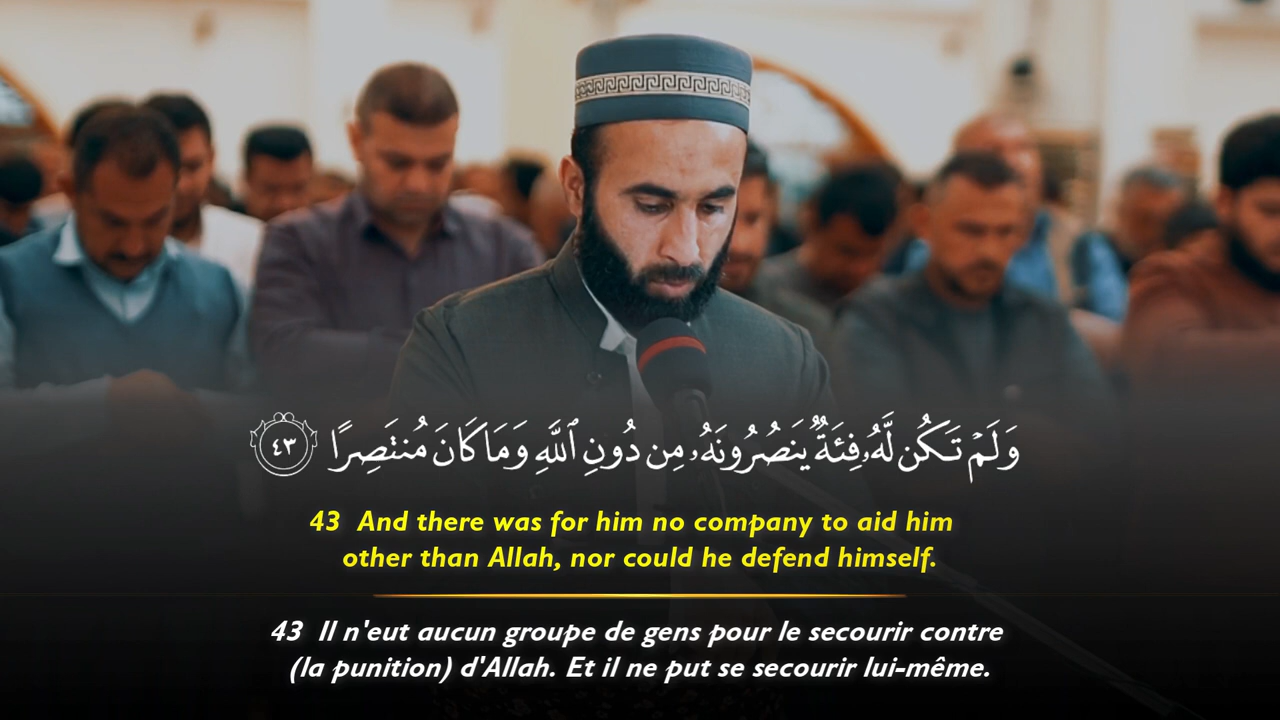 وَلَمْ تَكُن لَّهُۥ فِئَةٌ يَنصُرُونَهُۥ مِن دُونِ ٱللَّهِ وَمَا كَانَ مُنتَصِرًا ٤٣
43 And there was for him no company to aid him
other than Allah, nor could he defend himself.
43 Il n'eut aucun groupe de gens pour le secourir contre
(la punition) d'Allah. Et il ne put se secourir lui-même.